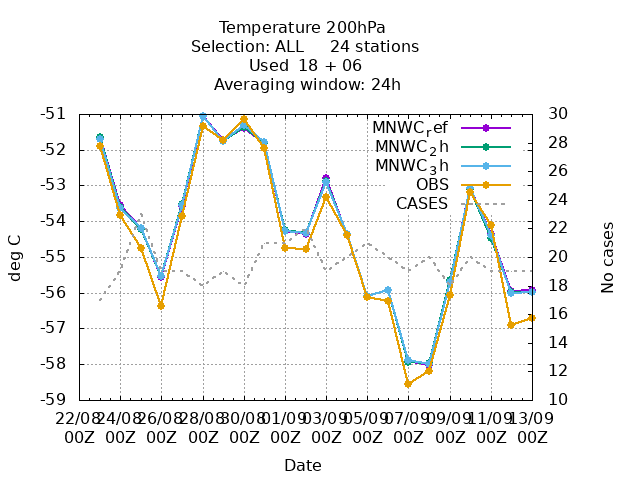 Temperature 200hPa
Selection: ALL 24 stations
Used 18 + 06
Averaging window: 24h
-51
-52
-53
-54
-55
-56
-57
-58
-59
deg C
30
28
26
24
22
20
18
16
14
12
10
No cases
MNWC_ref
MNWC_2h
MNWC_3h
OBS
CASES
22/08 24/08 26/08 28/08 30/08 01/09 03/09 05/09 07/09 09/09 11/09 13/09
00Z 00Z 00Z 00Z 00Z 00Z 00Z 00Z 00Z 00Z 00Z 00Z
Date